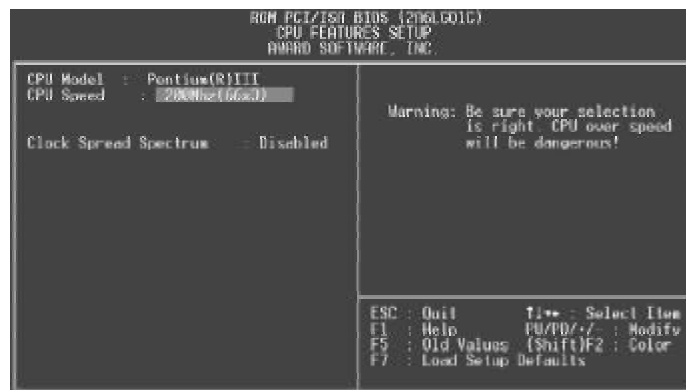 ROM PCI/ISA BIOS (2A6LGQ1C)
CPU FEATURES SETUP
AWARD SOFTWARE, INC.
CPU Model : Pentium(R)III
CPU Speed : 200Mhz(66x3)
Clock Spread Spectrum : Disabled
Warning: Be sure your selection
is right. CPU over speed
will be dangerous!
ESC : Quit ↑↓→← : Select Item
F1 : Help PU/PD/+/- : Modify
F5 : Old Values (Shift)F2 : Color
F7 : Load Setup Defaults